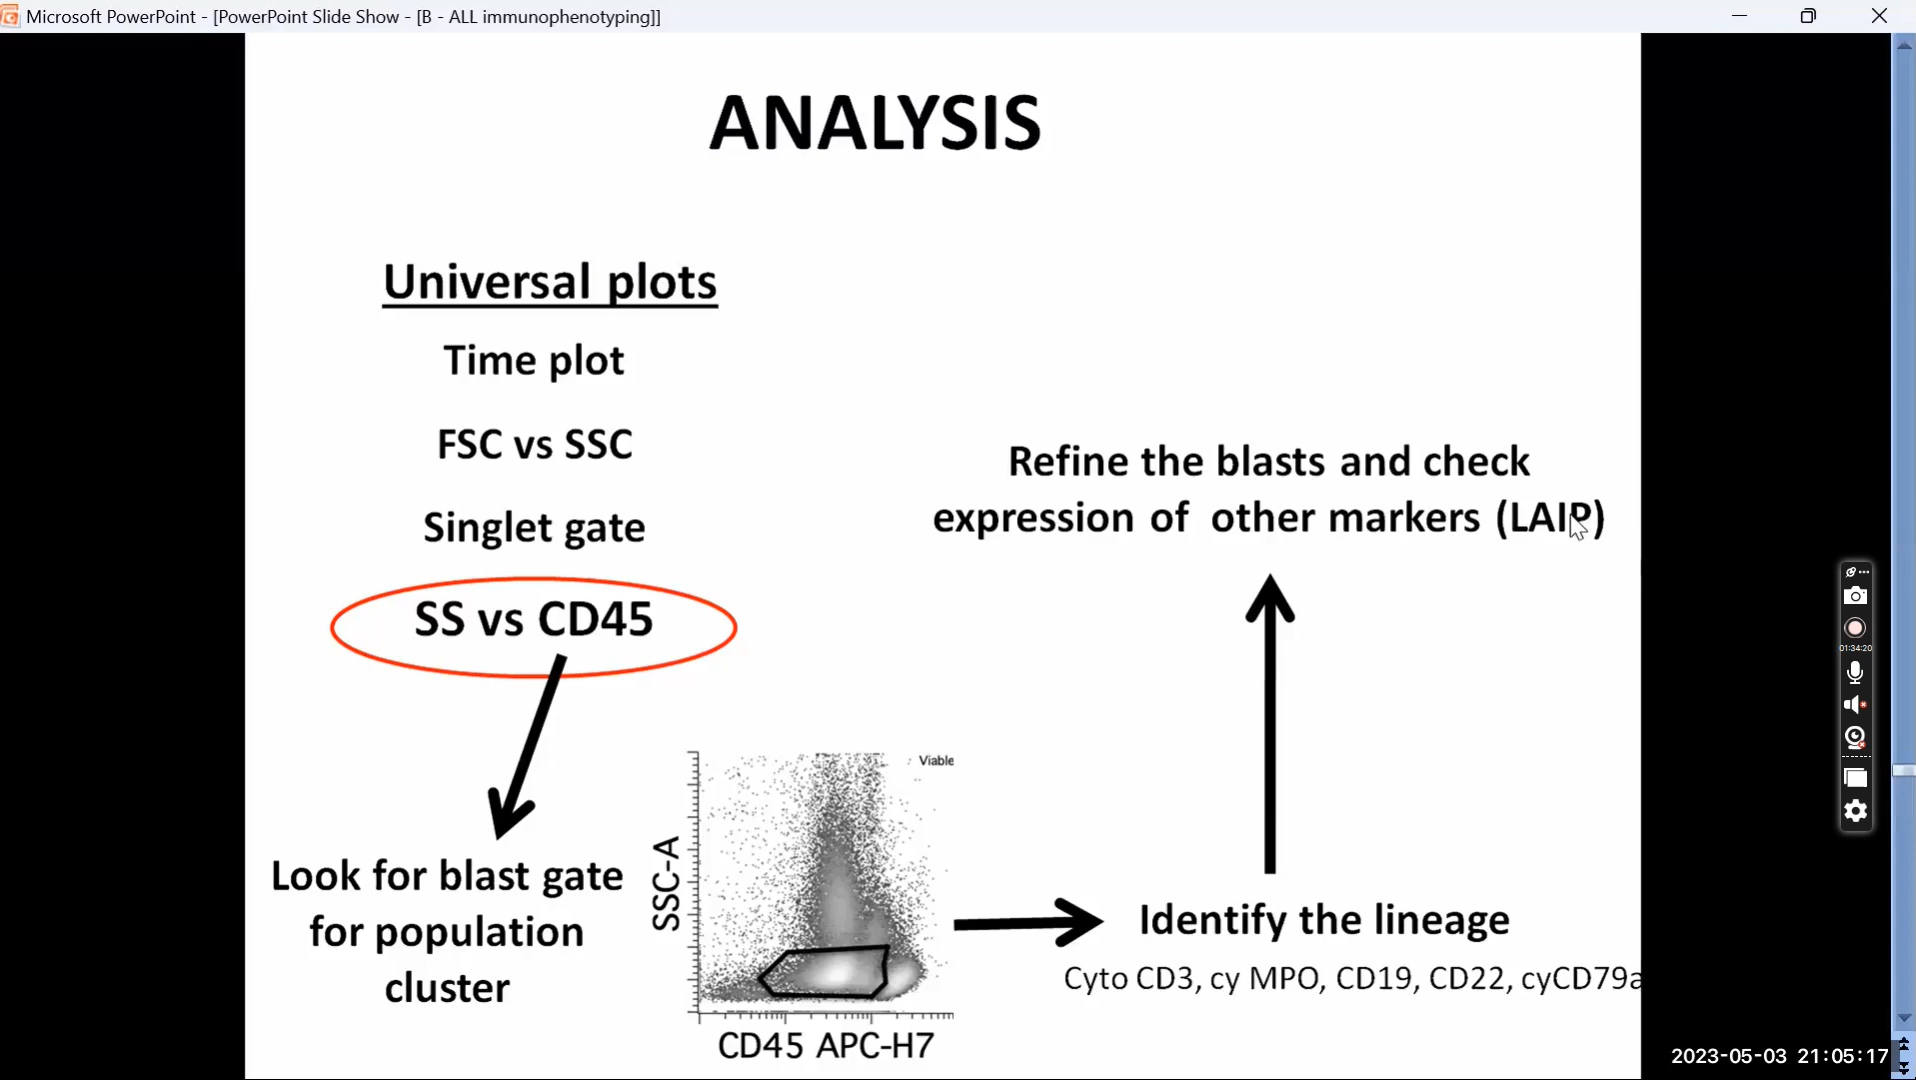 Microsoft PowerPoint - [PowerPoint Slide Show - [B - ALL immunophenotyping]]
ANALYSIS
Universal plots
Time plot
FSC vs SSC
Singlet gate
SS vs CD45
Look for blast gate
for population
cluster
Viable
SSC-A
CD45 APC-H7
Identify the lineage
Cyto CD3, cy MPO, CD19, CD22, cyCD79a
Refine the blasts and check
expression of other markers (LAIP)
01:34:20
2023-05-03 21:05:17